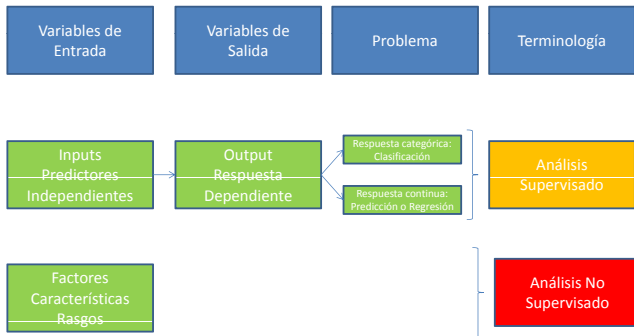 Variables de
Entrada
Variables de
Salida
Problema
Terminología
Inputs
Predictores
Independientes
Output
Respuesta
Dependiente
Respuesta categórica:
Clasificación
Respuesta continua:
Predicción o Regresión
Análisis
Supervisado
Factores
Características
Rasgos
Análisis No
Supervisado